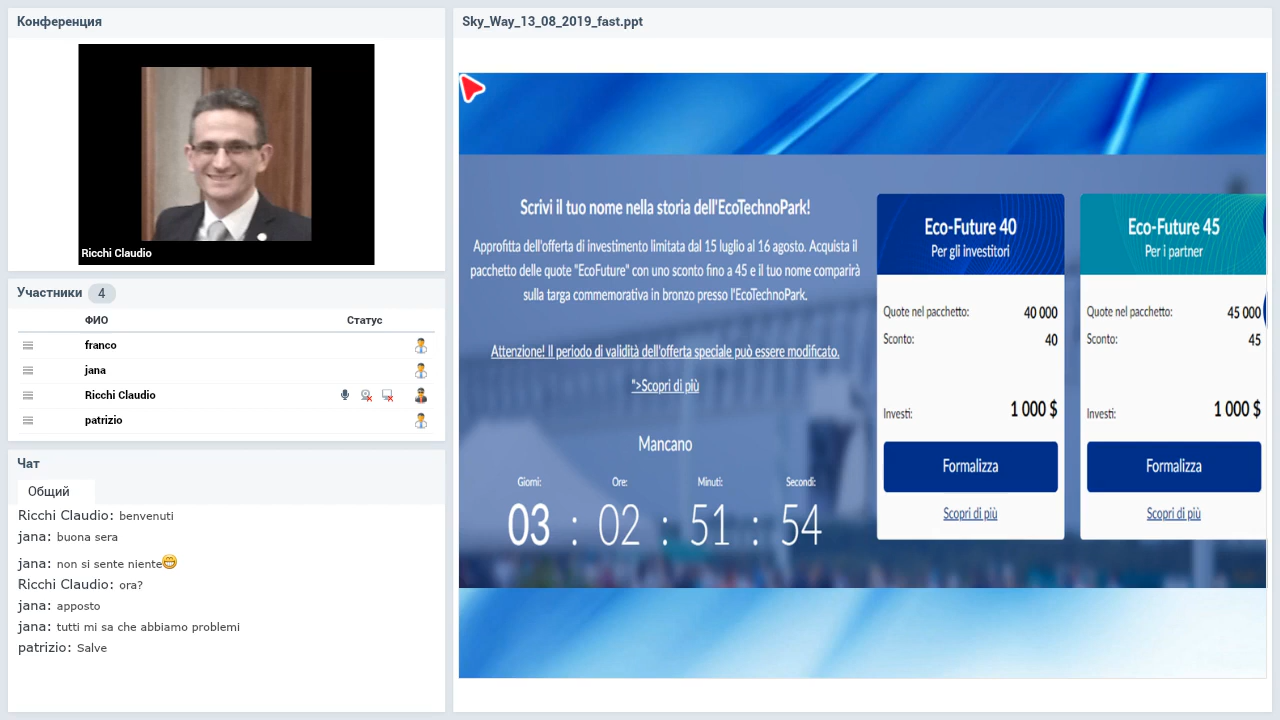 Конференция
Ricchi Claudio
Участники 4
ФИО Статус
franco
jana
Ricchi Claudio
patrizio
Чат
Общий
Ricchi Claudio: benvenuti
jana: buona sera
jana: non si sente niente
Ricchi Claudio: ora?
jana: apposto
jana: tutti mi sa che abbiamo problemi
patrizio: Salve
Sky_Way_13_08_2019_fast.ppt
Scrivi il tuo nome nella storia dell'EcoTechnoPark!
Approfitta dell'offerta di investimento limitata dal 15 luglio al 16 agosto. Acquista il
pacchetto delle quote "EcoFuture" con uno sconto fino a 45 e il tuo nome comparirà
sulla targa commemorativa in bronzo presso l'EcoTechnoPark.
Attenzione! Il periodo di validità dell'offerta speciale può essere modificato.
">Scopri di più
Mancano
Giorni: Ore: Minuti: Secondi:
03 : 02 : 51 : 54
Eco-Future 40
Per gli investitori
Quote nel pacchetto: 40 000
Sconto: 40
Investi: 1 000 $
Formalizza
Scopri di più
Eco-Future 45
Per i partner
Quote nel pacchetto: 45 000
Sconto: 45
Investi: 1 000 $
Formalizza
Scopri di più